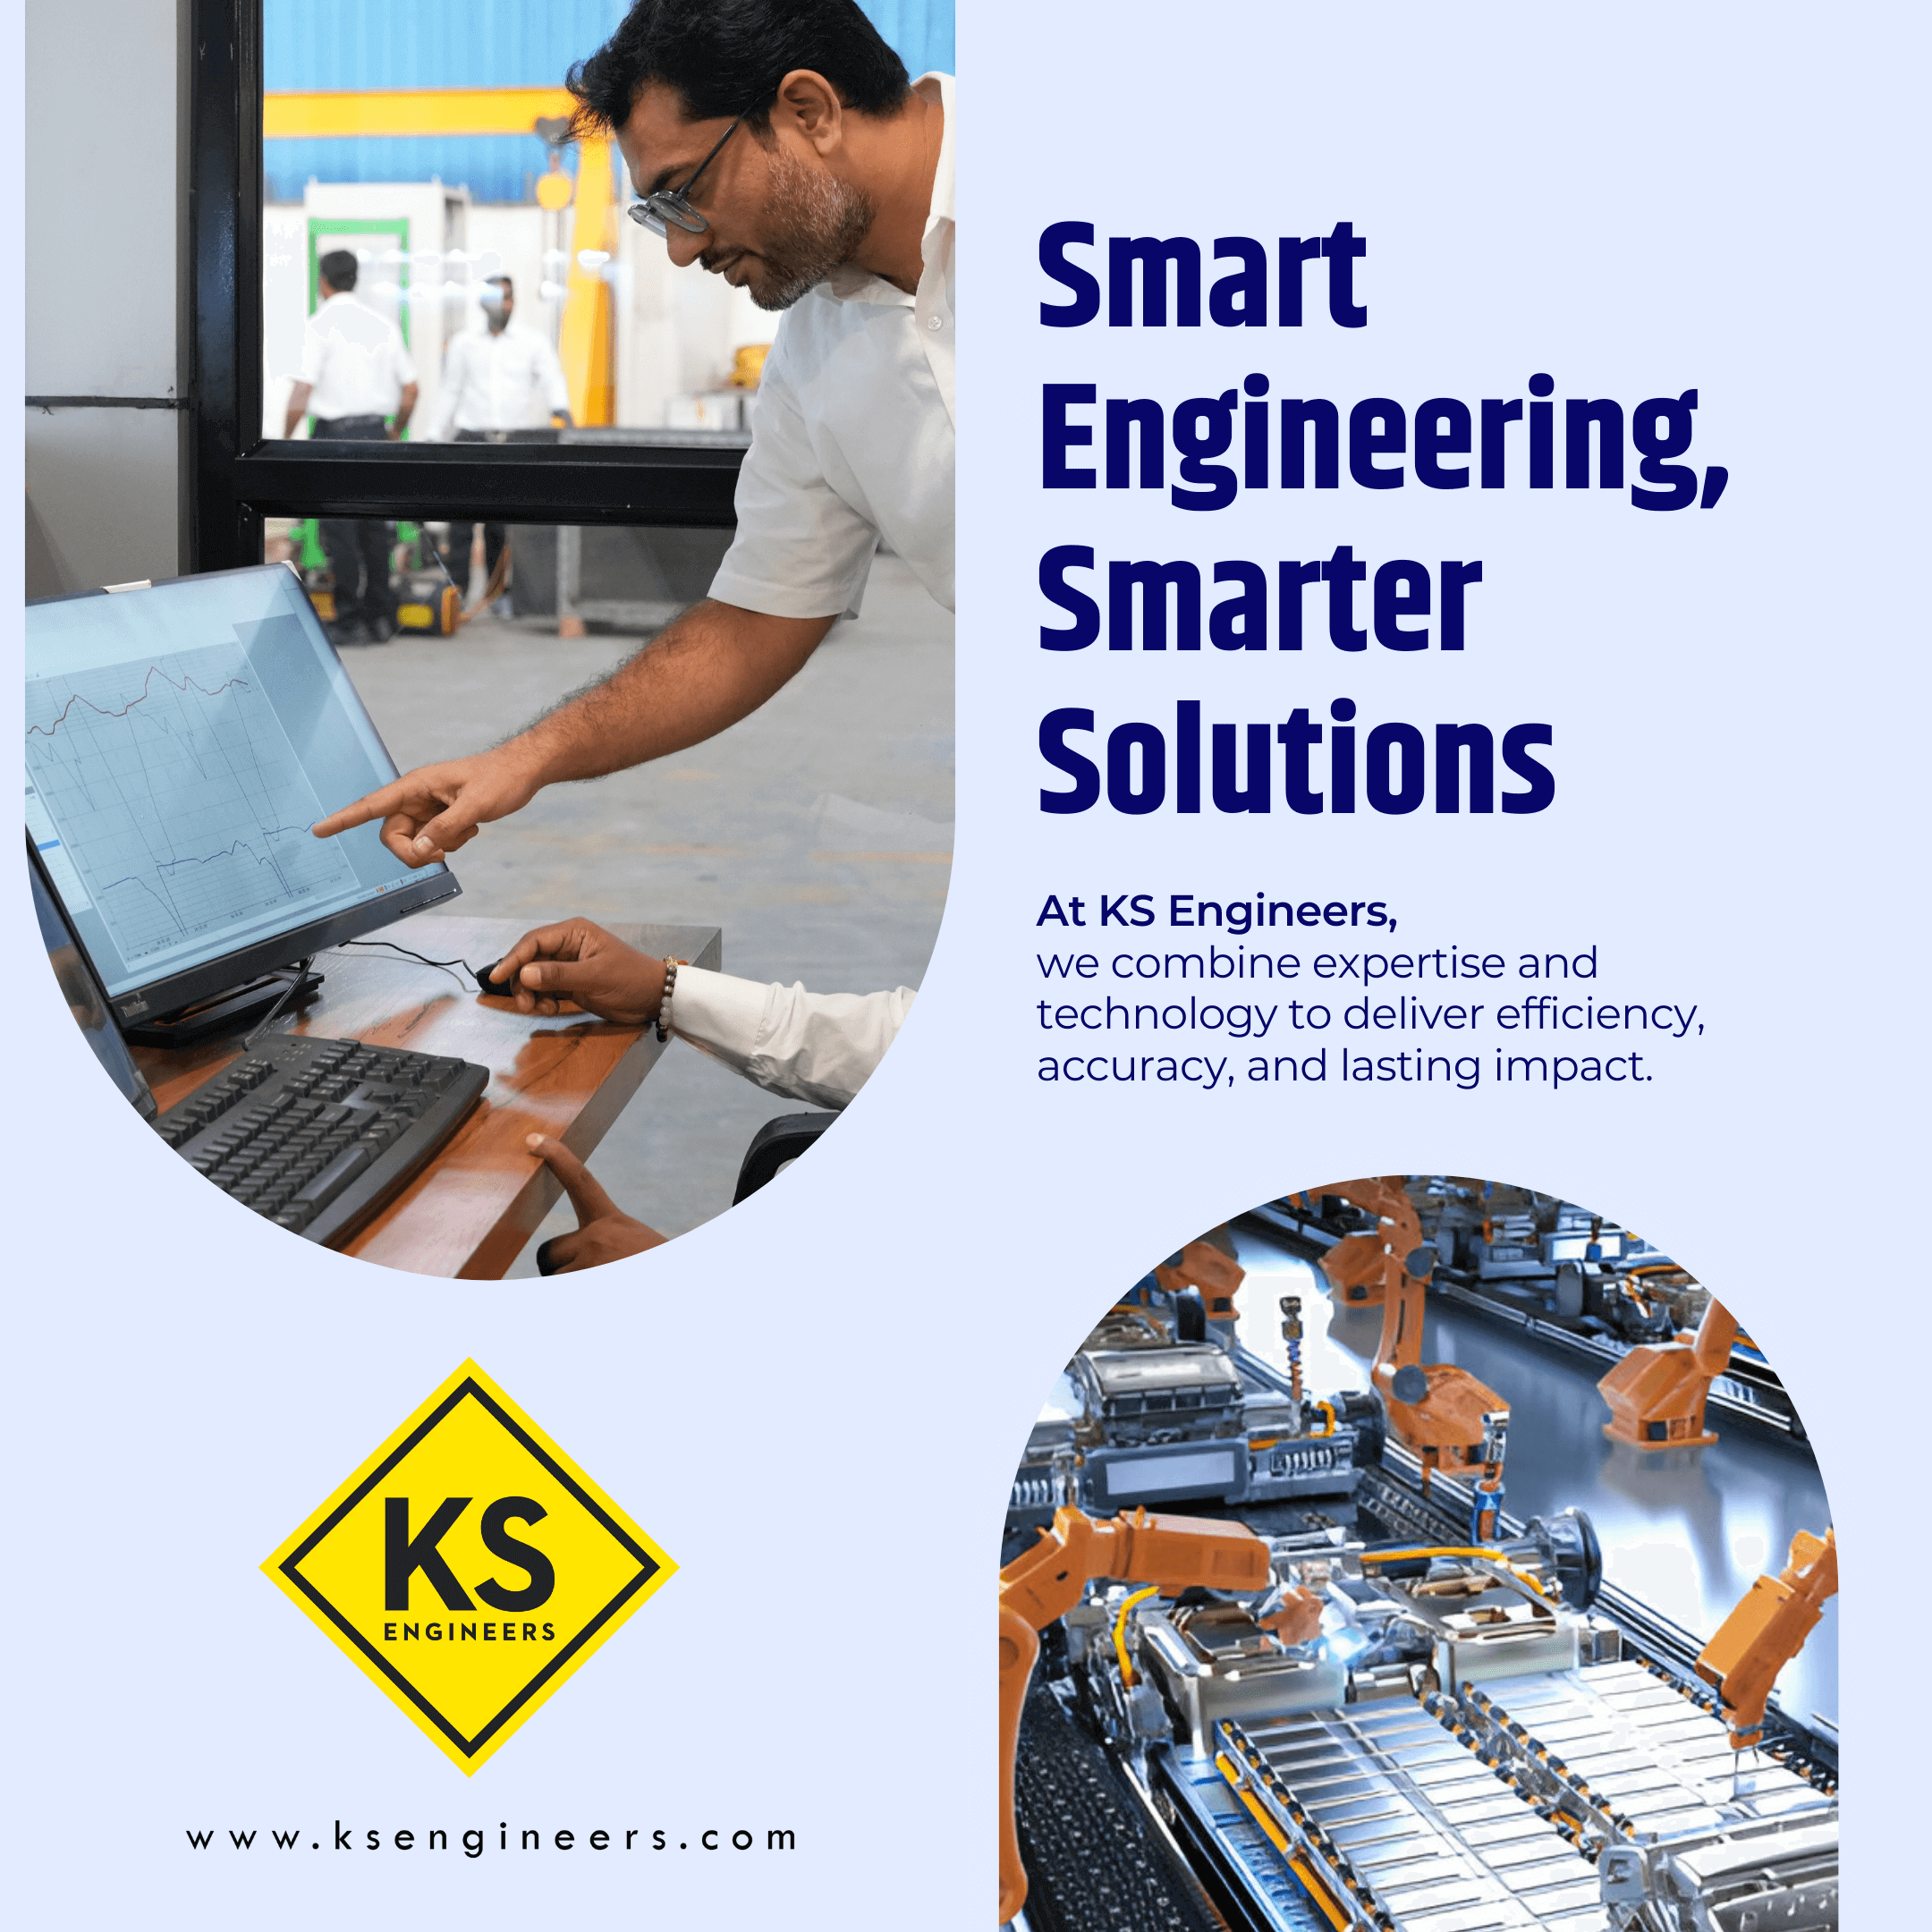 Smart
Engineering,
Smarter
Solutions
At KS Engineers,
we combine expertise and
technology to deliver efficiency,
accuracy, and lasting impact.
KS
ENGINEERS
www.ksengineers.com